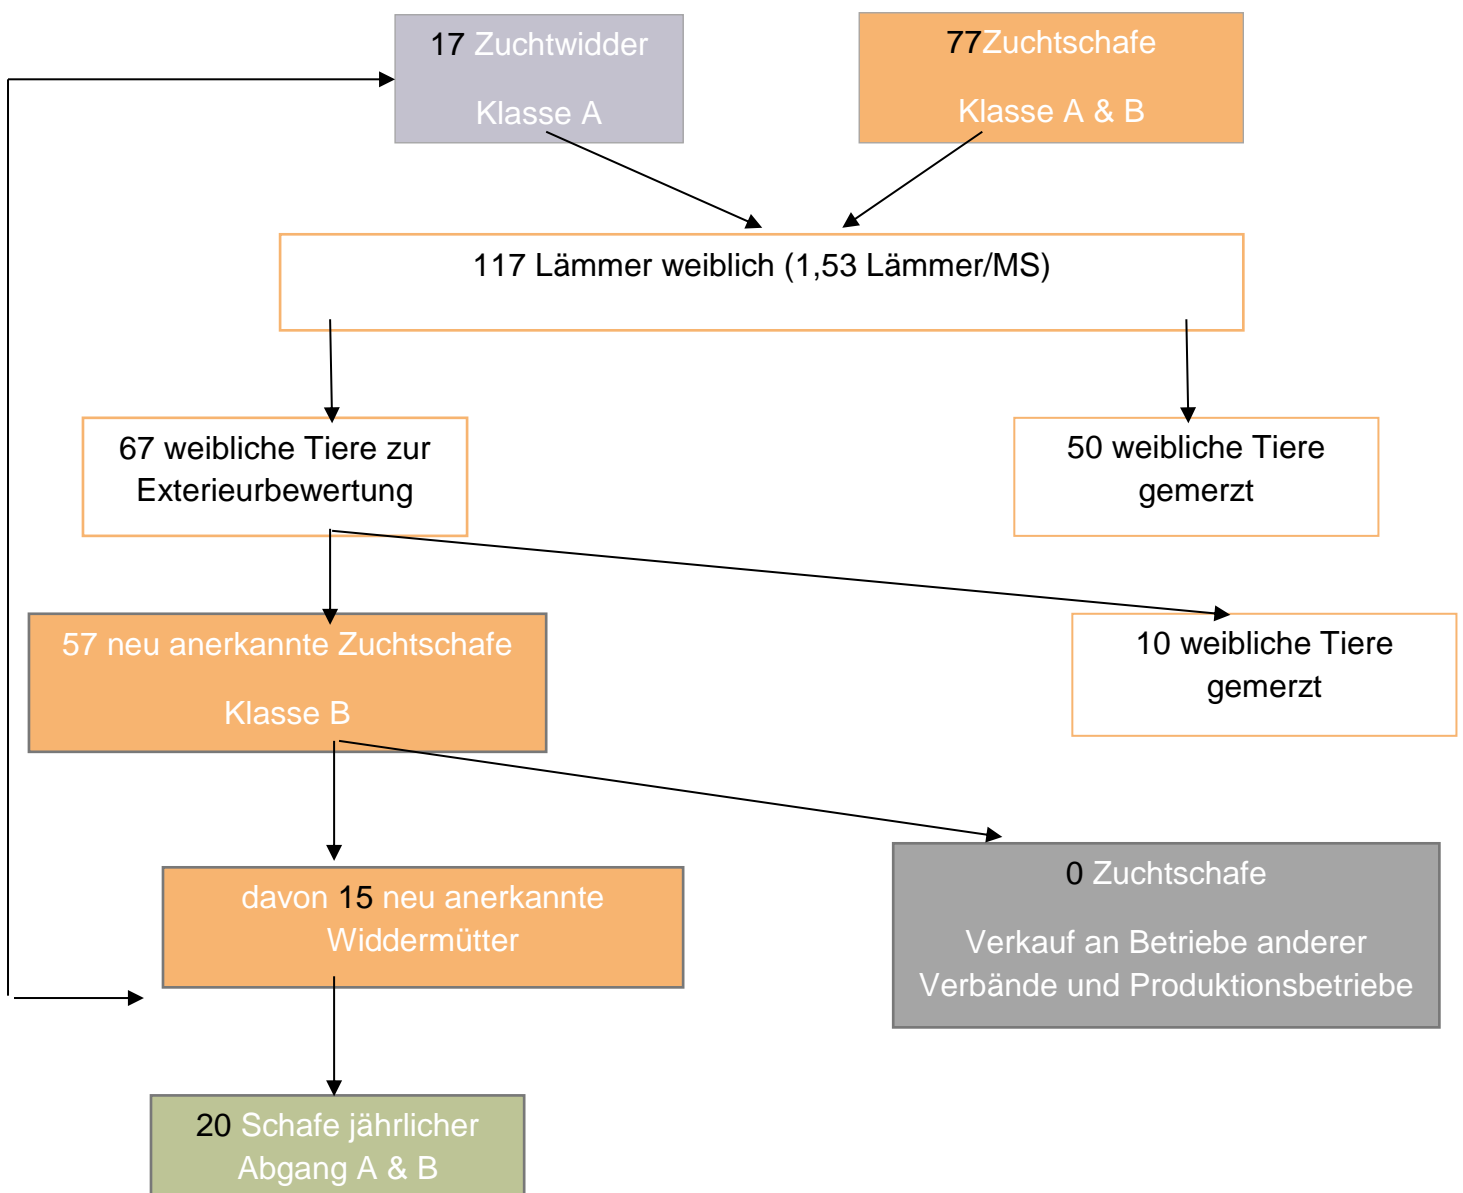 17 Zuchtwidder
Klasse A
77Zuchtschafe
Klasse A & B
117 Lämmer weiblich (1,53 Lämmer/MS)
67 weibliche Tiere zur
Exterieurbewertung
50 weibliche Tiere
gemerzt
57 neu anerkannte Zuchtschafe
Klasse B
10 weibliche Tiere
gemerzt
davon 15 neu anerkannte
Widdermütter
0 Zuchtschafe
Verkauf an Betriebe anderer
Verbände und Produktionsbetriebe
20 Schafe jährlicher
Abgang A & B